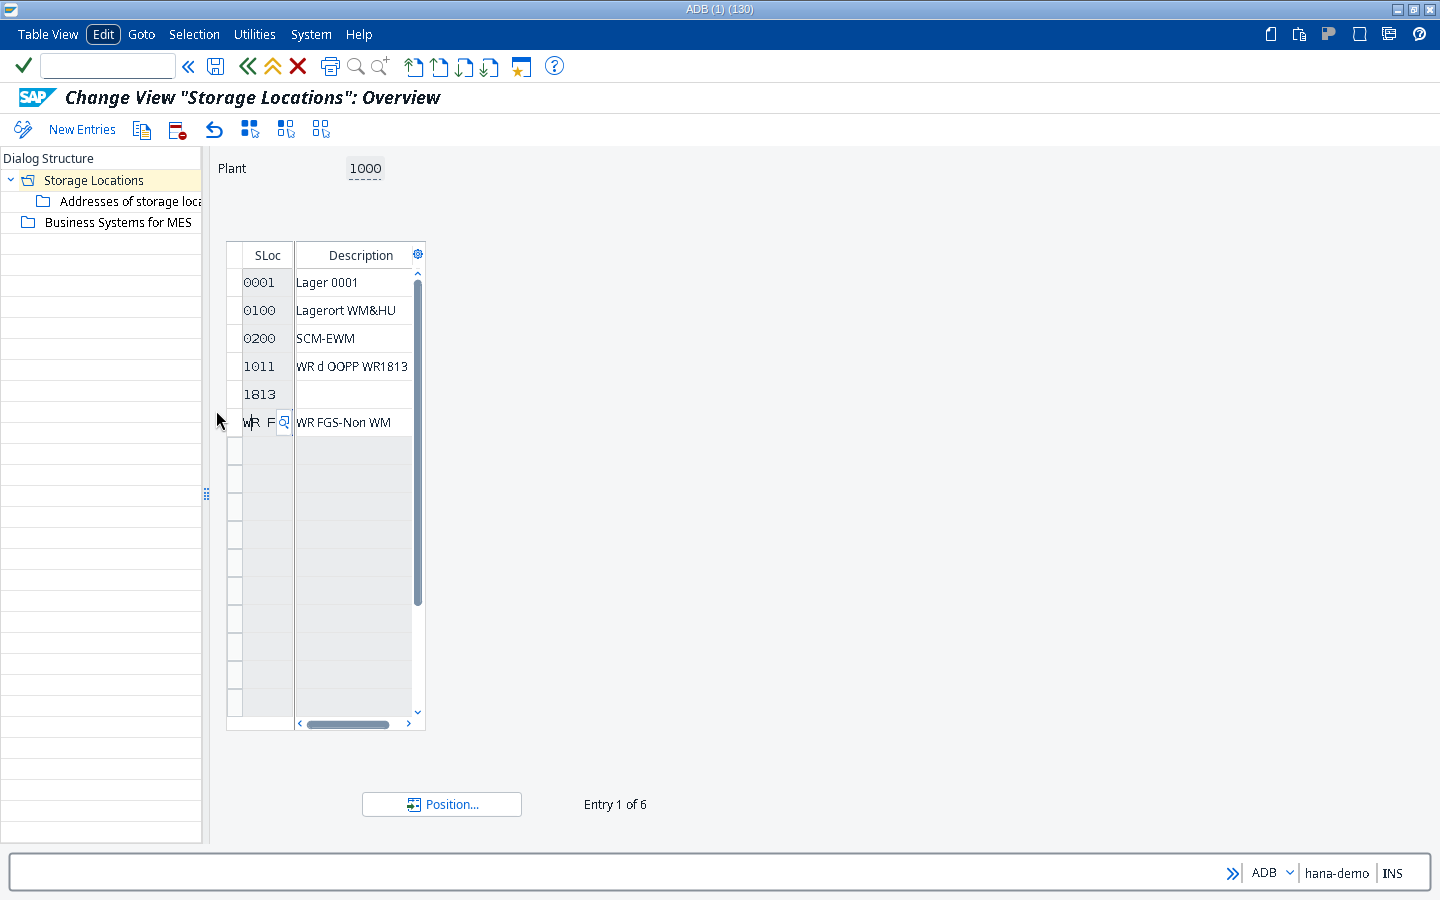 ADB (1) (130)
Table View Edit Goto Selection Utilities System Help
SAP Change View "Storage Locations": Overview
New Entries
Dialog Structure
Storage Locations
Addresses of storage loca
Business Systems for MES
Plant 1000
SLoc Description
0001 Lager 0001
0100 Lagerort WM&HU
0200 SCM-EWM
1011 WR d OOPP WR1813
1813
WR F WR FGS-Non WM
Position... Entry 1 of 6
ADB hana-demo INS